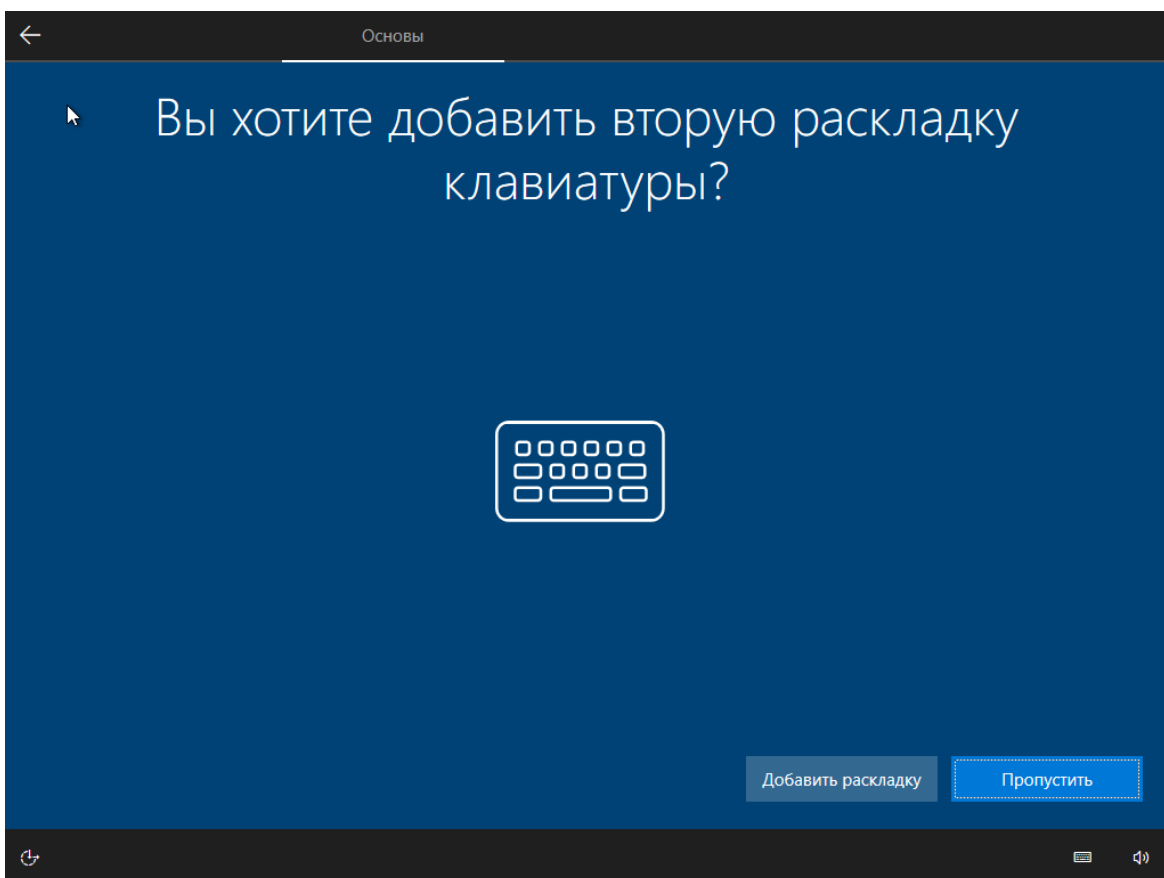 Основы
Вы хотите добавить вторую раскладку
клавиатуры?
Добавить раскладку
Пропустить